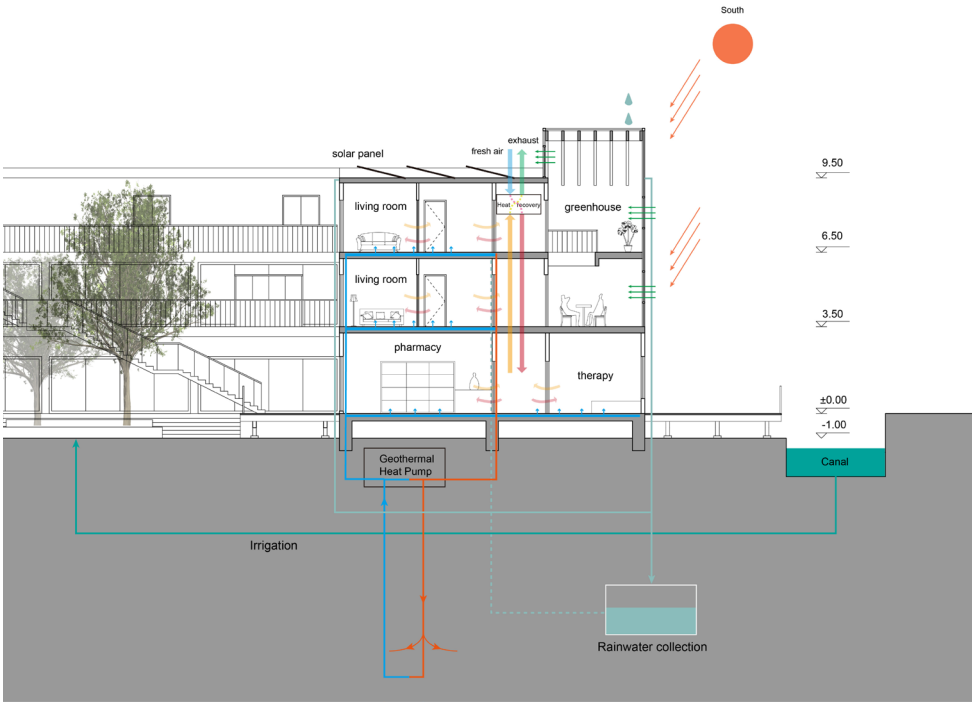 South
exhaust
fresh air
solar panel
9.50
living room
Heat recovery
greenhouse
6.50
living room
3.50
pharmacy
therapy
±0.00
-1.00
Geothermal
Heat Pump
Canal
Irrigation
Rainwater collection